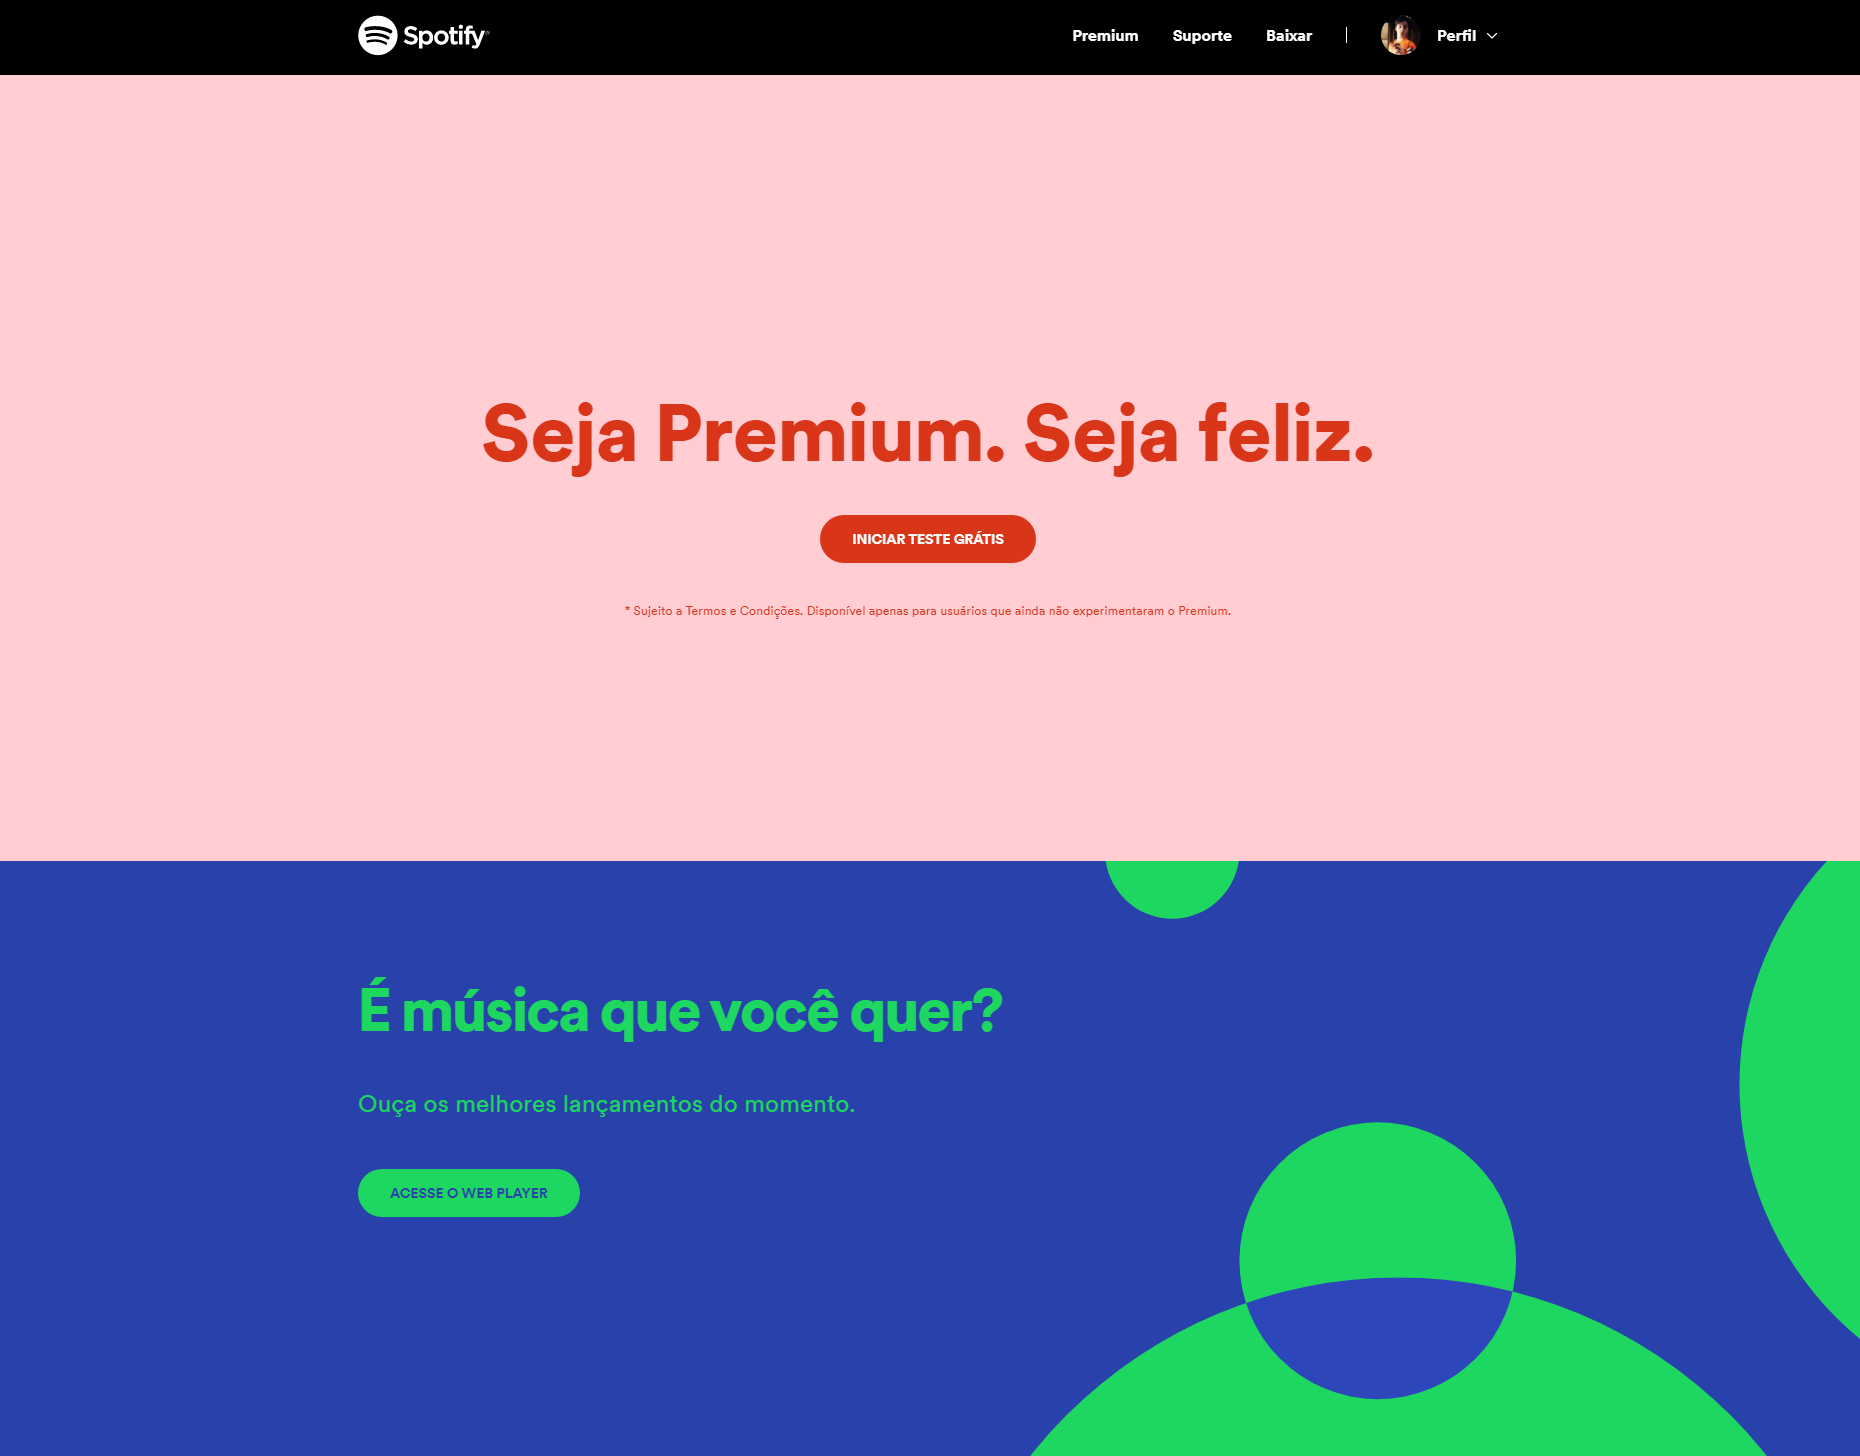 Spotify®
Premium Suporte Baixar Perfil
Seja Premium. Seja feliz.
INICIAR TESTE GRÁTIS
* Sujeito a Termos e Condições. Disponível apenas para usuários que ainda não experimentaram o Premium.
É música que você quer?
Ouça os melhores lançamentos do momento.
ACESSE O WEB PLAYER